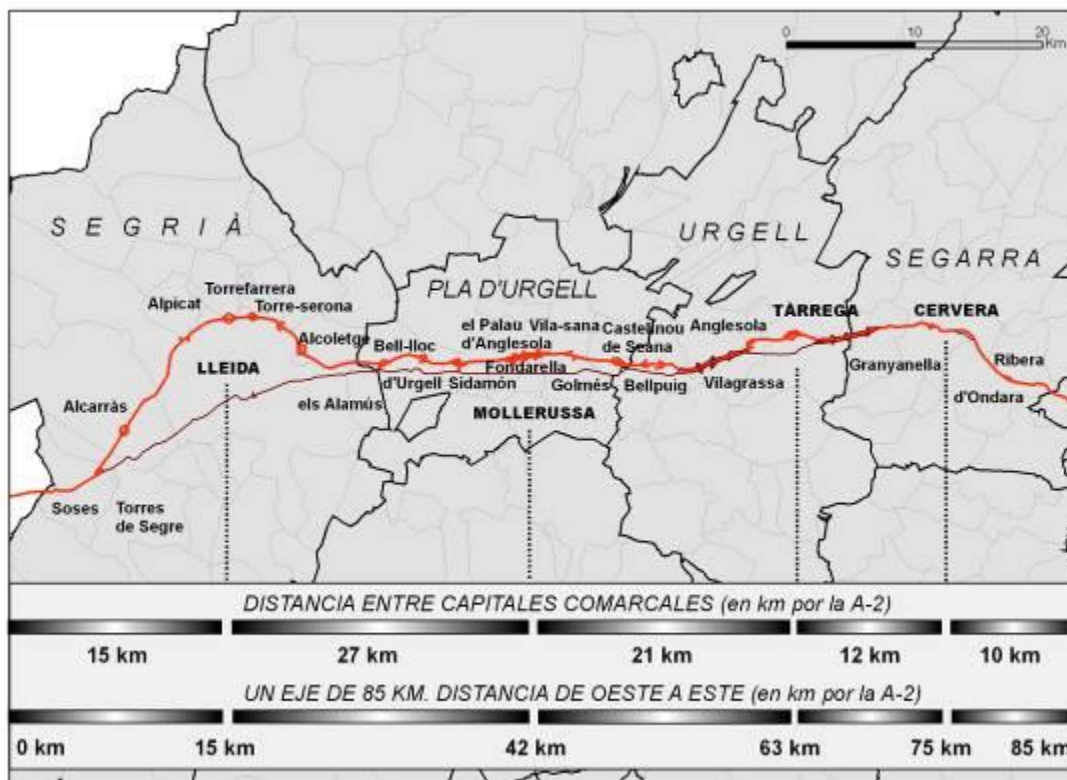 0 10 20
Km
SEGRIÀ
URGELL
SEGARRA
PLA D'URGELL
Torrefarrera
Alpicat
Torre-serona
Alcoletge
el Palau
d'Anglesola
Vila-sana
Castellnou
de Seana
Anglesola
TÀRREGA
CERVERA
Bell-lloc
d'Urgell
Sidamón
Fondarella
Golmés
Bellpuig
Vilagrassa
Granyanella
Ribera
d'Ondara
LLEIDA
els Alamús
MOLLERUSSA
Alcarràs
Soses
Torres
de Segre
DISTANCIA ENTRE CAPITALES COMARCALES (en km por la A-2)
15 km 27 km 21 km 12 km 10 km
UN EJE DE 85 KM. DISTANCIA DE OESTE A ESTE (en km por la A-2)
0 km 15 km 42 km 63 km 75 km 85 km